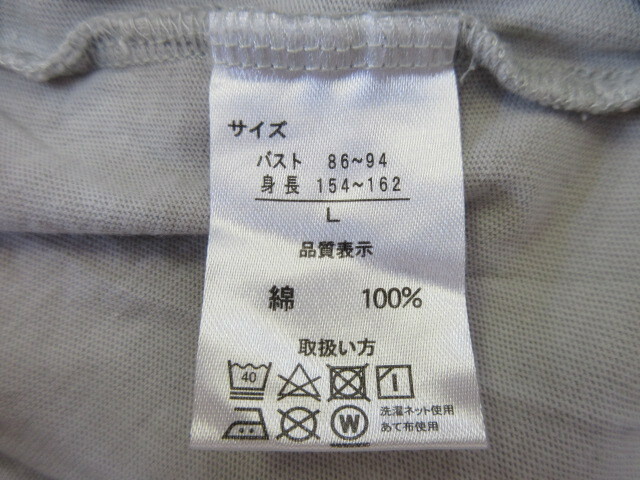 サイズ
バスト 86~94
身長 154~162
L
品質表示
綿 100%
取扱い方
40
W
洗濯ネット使用
あて布使用